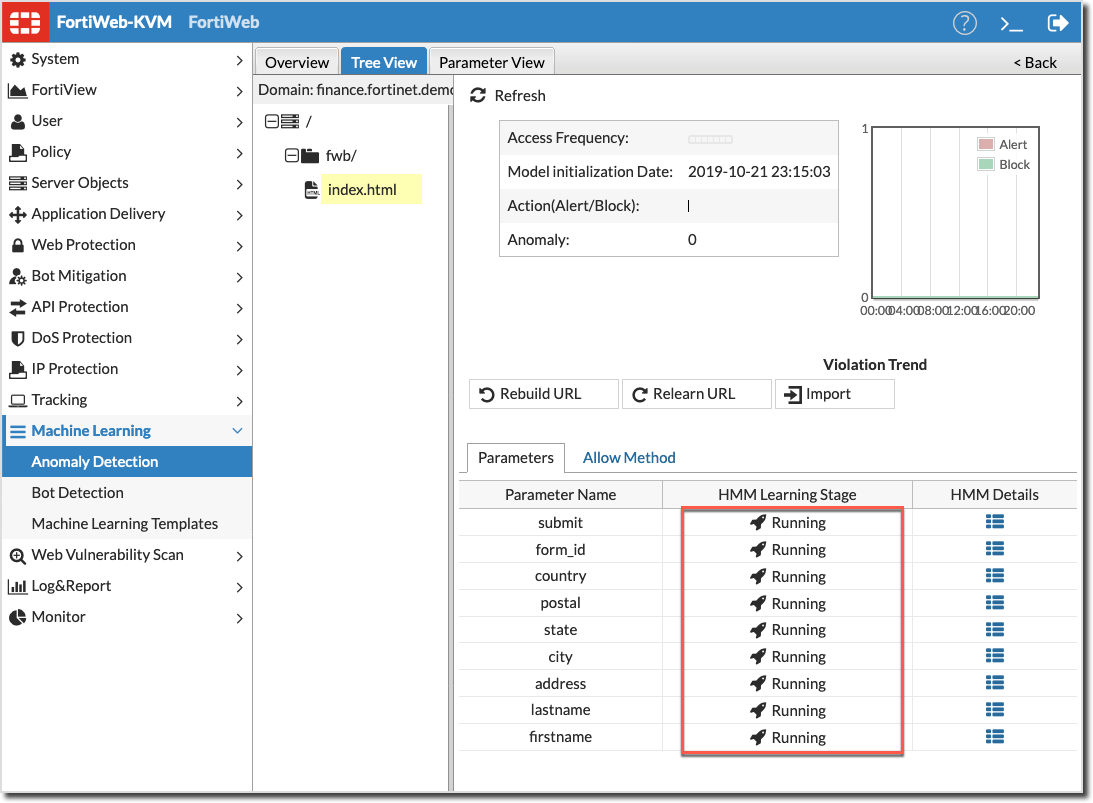 FortiWeb-KVM FortiWeb
System
FortiView
User
Policy
Server Objects
Application Delivery
Web Protection
Bot Mitigation
API Protection
DoS Protection
IP Protection
Tracking
Machine Learning
Anomaly Detection
Bot Detection
Machine Learning Templates
Web Vulnerability Scan
Log&Report
Monitor
Overview Tree View Parameter View < Back
Domain: finance.fortinet.demo
/
fwb/
index.html
Refresh
Access Frequency:
Model initialization Date: 2019-10-21 23:15:03
Action(Alert/Block): |
Anomaly: 0
1
Alert
Block
0
00:00 04:00 08:00 12:00 16:00 20:00
Violation Trend
Rebuild URL Relearn URL Import
Parameters Allow Method
Parameter Name HMM Learning Stage HMM Details
submit Running
form_id Running
country Running
postal Running
state Running
city Running
address Running
lastname Running
firstname Running